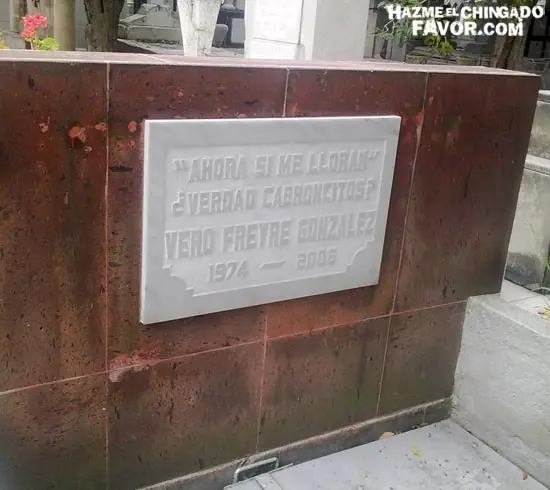 HAZME EL CHINGADO
FAVOR.COM
"AHORA SI ME LLORAN"
¿VERDAD CABRONCITOS?
VERO FREYRE GONZALEZ
1974 — 2006